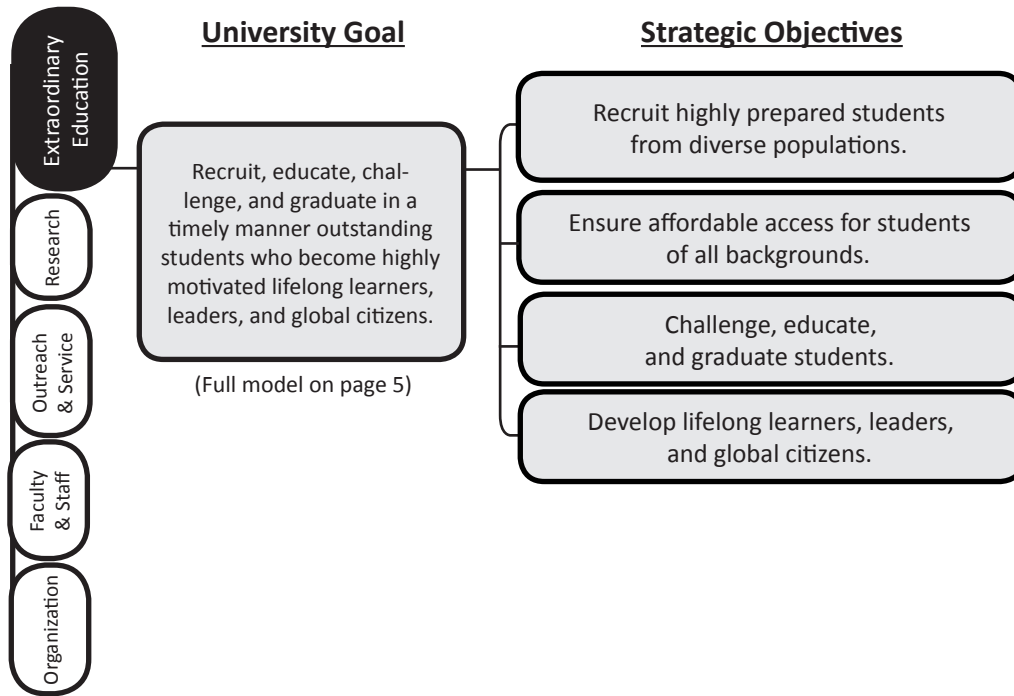 University Goal
Strategic Objectives
Extraordinary
Education
Research
Outreach
& Service
Faculty
& Staff
Organization
Recruit, educate, chal-
lenge, and graduate in a
timely manner outstanding
students who become highly
motivated lifelong learners,
leaders, and global citizens.
(Full model on page 5)
Recruit highly prepared students
from diverse populations.
Ensure affordable access for students
of all backgrounds.
Challenge, educate,
and graduate students.
Develop lifelong learners, leaders,
and global citizens.